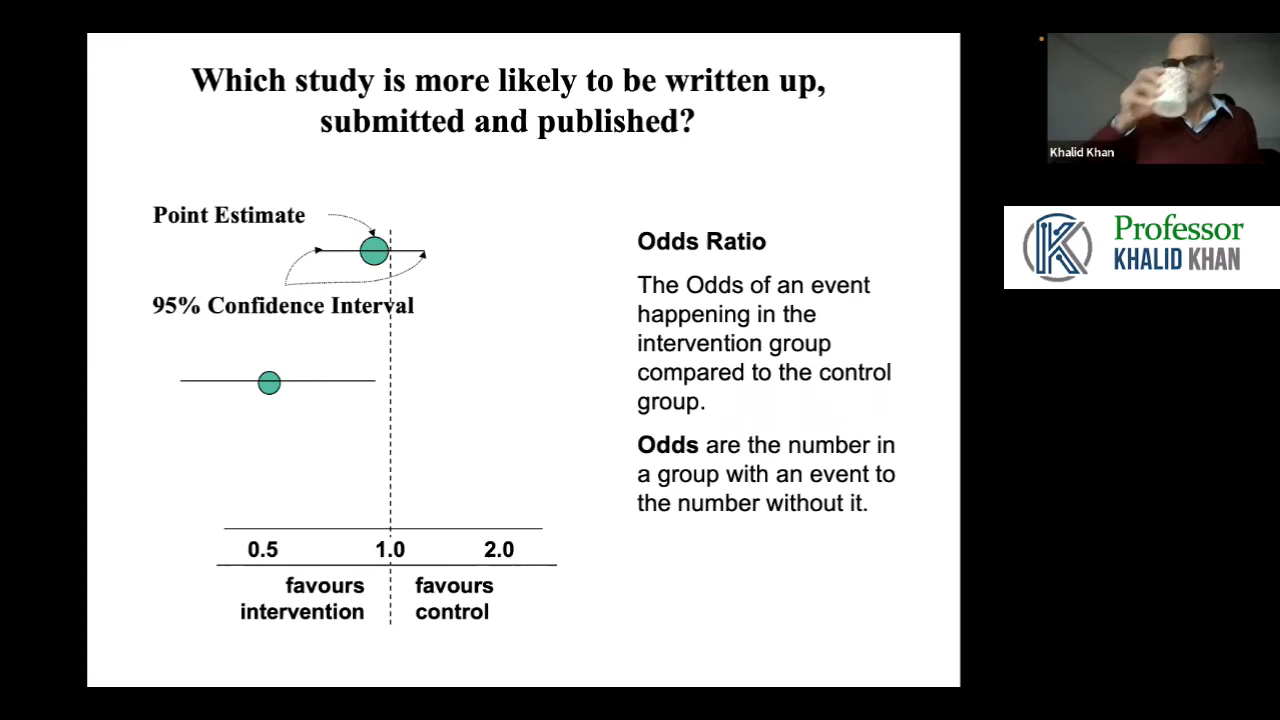 Which study is more likely to be written up,
submitted and published?
Point Estimate
95% Confidence Interval
0.5 1.0 2.0
favours favours
intervention control
Odds Ratio
The Odds of an event
happening in the
intervention group
compared to the control
group.
Odds are the number in
a group with an event to
the number without it.
Khalid Khan
Professor
KHALID KHAN